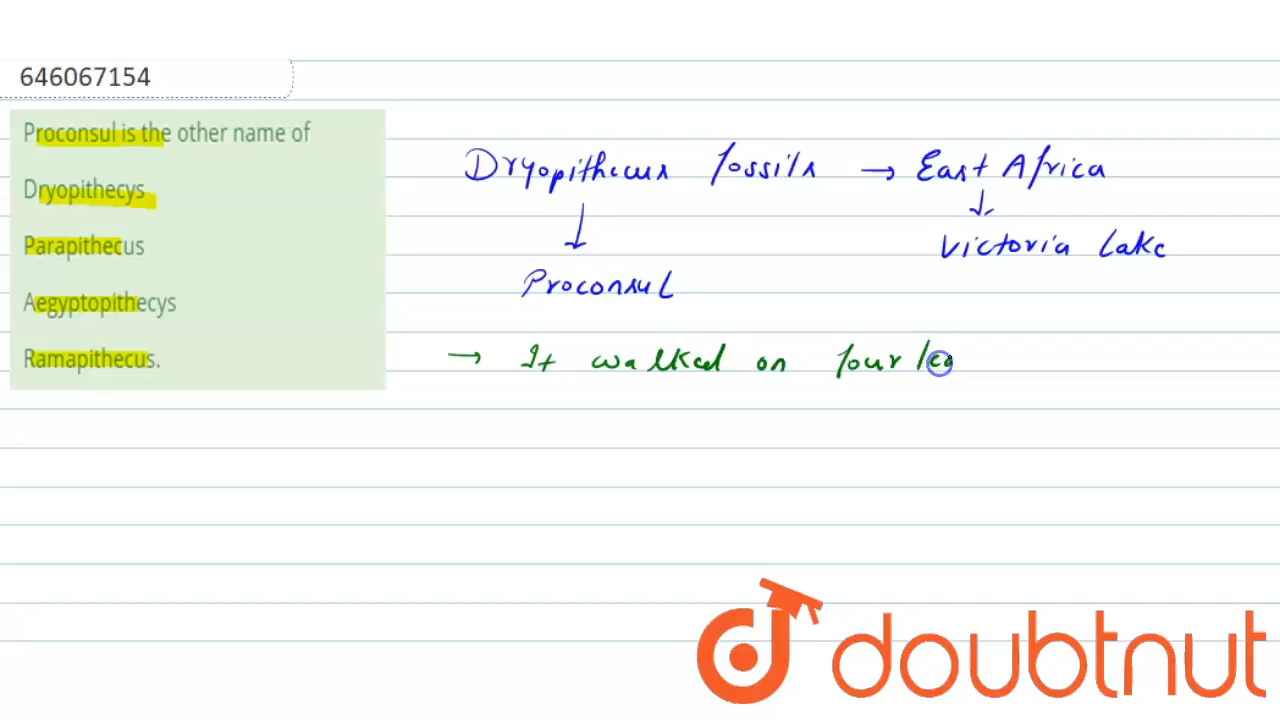 646067154
Proconsul is the other name of
Dryopithecys
Parapithecus
Aegyptopithecys
Ramapithecus.
Dryopithecus fossils → East Africa
↓ ↓
Proconsul Victoria Lake
→ It walked on four
doubtnut